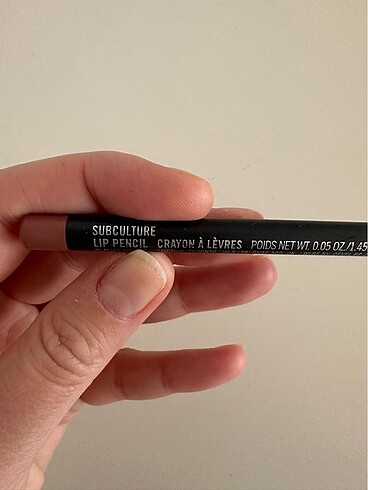 SUBCULTURE
LIP PENCIL CRAYON À LÈVRES POIDS NET WT. 0.05 OZ/1.45